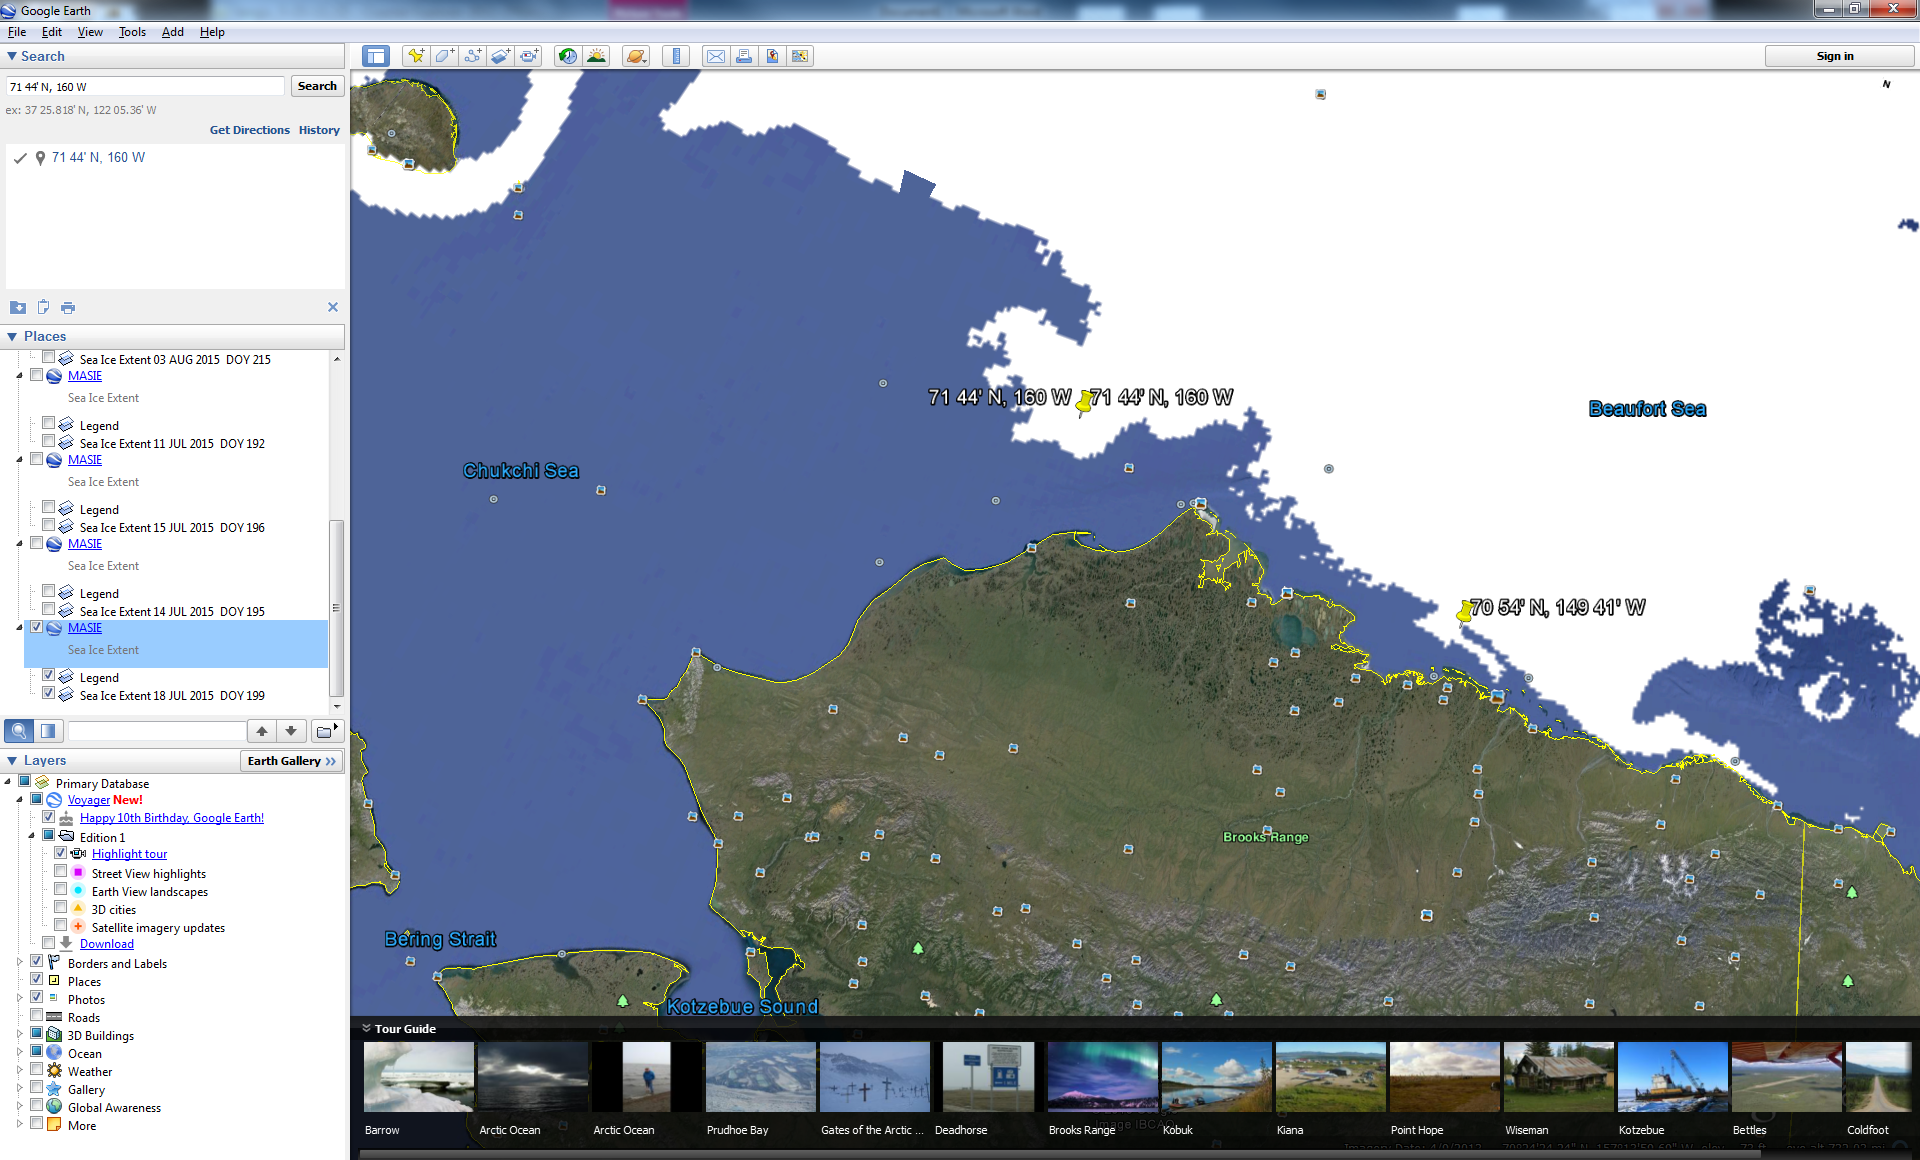 Google Earth
File Edit View Tools Add Help
Search
71 44' N, 160 W
Search
ex: 37 25.818' N, 122 05.36' W
Get Directions History
71 44' N, 160 W
Places
Sea Ice Extent 03 AUG 2015 DOY 215
MASIE
Sea Ice Extent
Legend
Sea Ice Extent 11 JUL 2015 DOY 192
MASIE
Sea Ice Extent
Legend
Sea Ice Extent 15 JUL 2015 DOY 196
MASIE
Sea Ice Extent
Legend
Sea Ice Extent 14 JUL 2015 DOY 195
MASIE
Sea Ice Extent
Legend
Sea Ice Extent 18 JUL 2015 DOY 199
Layers
Earth Gallery »
Primary Database
Voyager New!
Happy 10th Birthday, Google Earth!
Edition 1
Highlight tour
Street View highlights
Earth View landscapes
3D cities
Satellite imagery updates
Download
Borders and Labels
Places
Photos
Roads
3D Buildings
Ocean
Weather
Gallery
Global Awareness
More
Sign in
N
71 44' N, 160 W 71 44' N, 160 W
Beaufort Sea
Chukchi Sea
70 54' N, 149 41' W
Brooks Range
Bering Strait
Kotzebue Sound
Tour Guide
Barrow
Arctic Ocean
Arctic Ocean
Prudhoe Bay
Gates of the Arctic ...
Deadhorse
Brooks Range
Kobuk
Kiana
Point Hope
Wiseman
Kotzebue
Bettles
Coldfoot
Image IBCAO